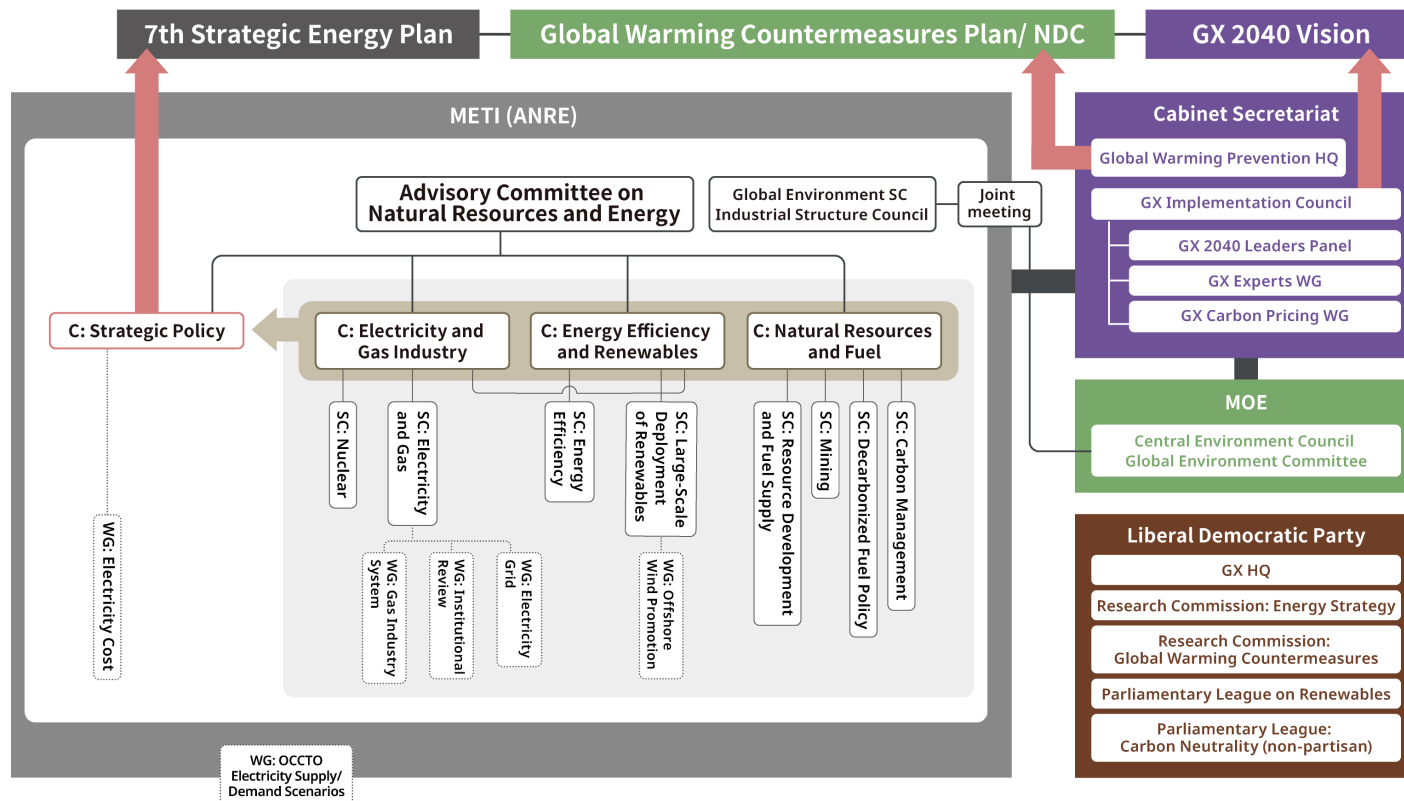 7th Strategic Energy Plan
Global Warming Countermeasures Plan/ NDC
GX 2040 Vision
METI (ANRE)
Advisory Committee on
Natural Resources and Energy
Global Environment SC
Industrial Structure Council
Joint
meeting
C: Strategic Policy
C: Electricity and
Gas Industry
C: Energy Efficiency
and Renewables
C: Natural Resources
and Fuel
SC: Nuclear
SC: Electricity
and Gas
SC: Energy
Efficiency
SC: Large-Scale
Deployment
of Renewables
SC: Resource Development
and Fuel Supply
SC: Mining
SC: Decarbonized Fuel Policy
SC: Carbon Management
WG: Electricity Cost
WG: Gas Industry
System
WG: Institutional
Review
WG: Electricity
Grid
WG: Offshore
Wind Promotion
WG: OCCTO
Electricity Supply/
Demand Scenarios
Cabinet Secretariat
Global Warming Prevention HQ
GX Implementation Council
GX 2040 Leaders Panel
GX Experts WG
GX Carbon Pricing WG
MOE
Central Environment Council
Global Environment Committee
Liberal Democratic Party
GX HQ
Research Commission: Energy Strategy
Research Commission:
Global Warming Countermeasures
Parliamentary League on Renewables
Parliamentary League:
Carbon Neutrality (non-partisan)